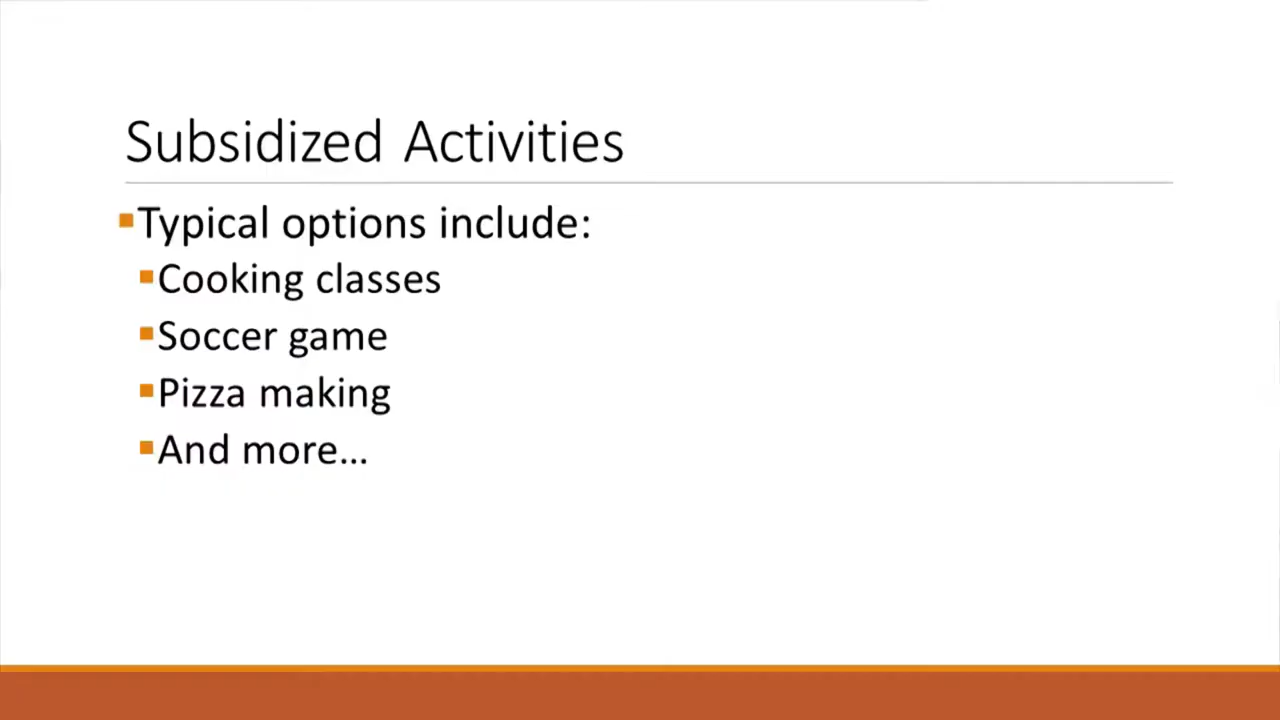 Subsidized Activities
Typical options include:
Cooking classes
Soccer game
Pizza making
And more…